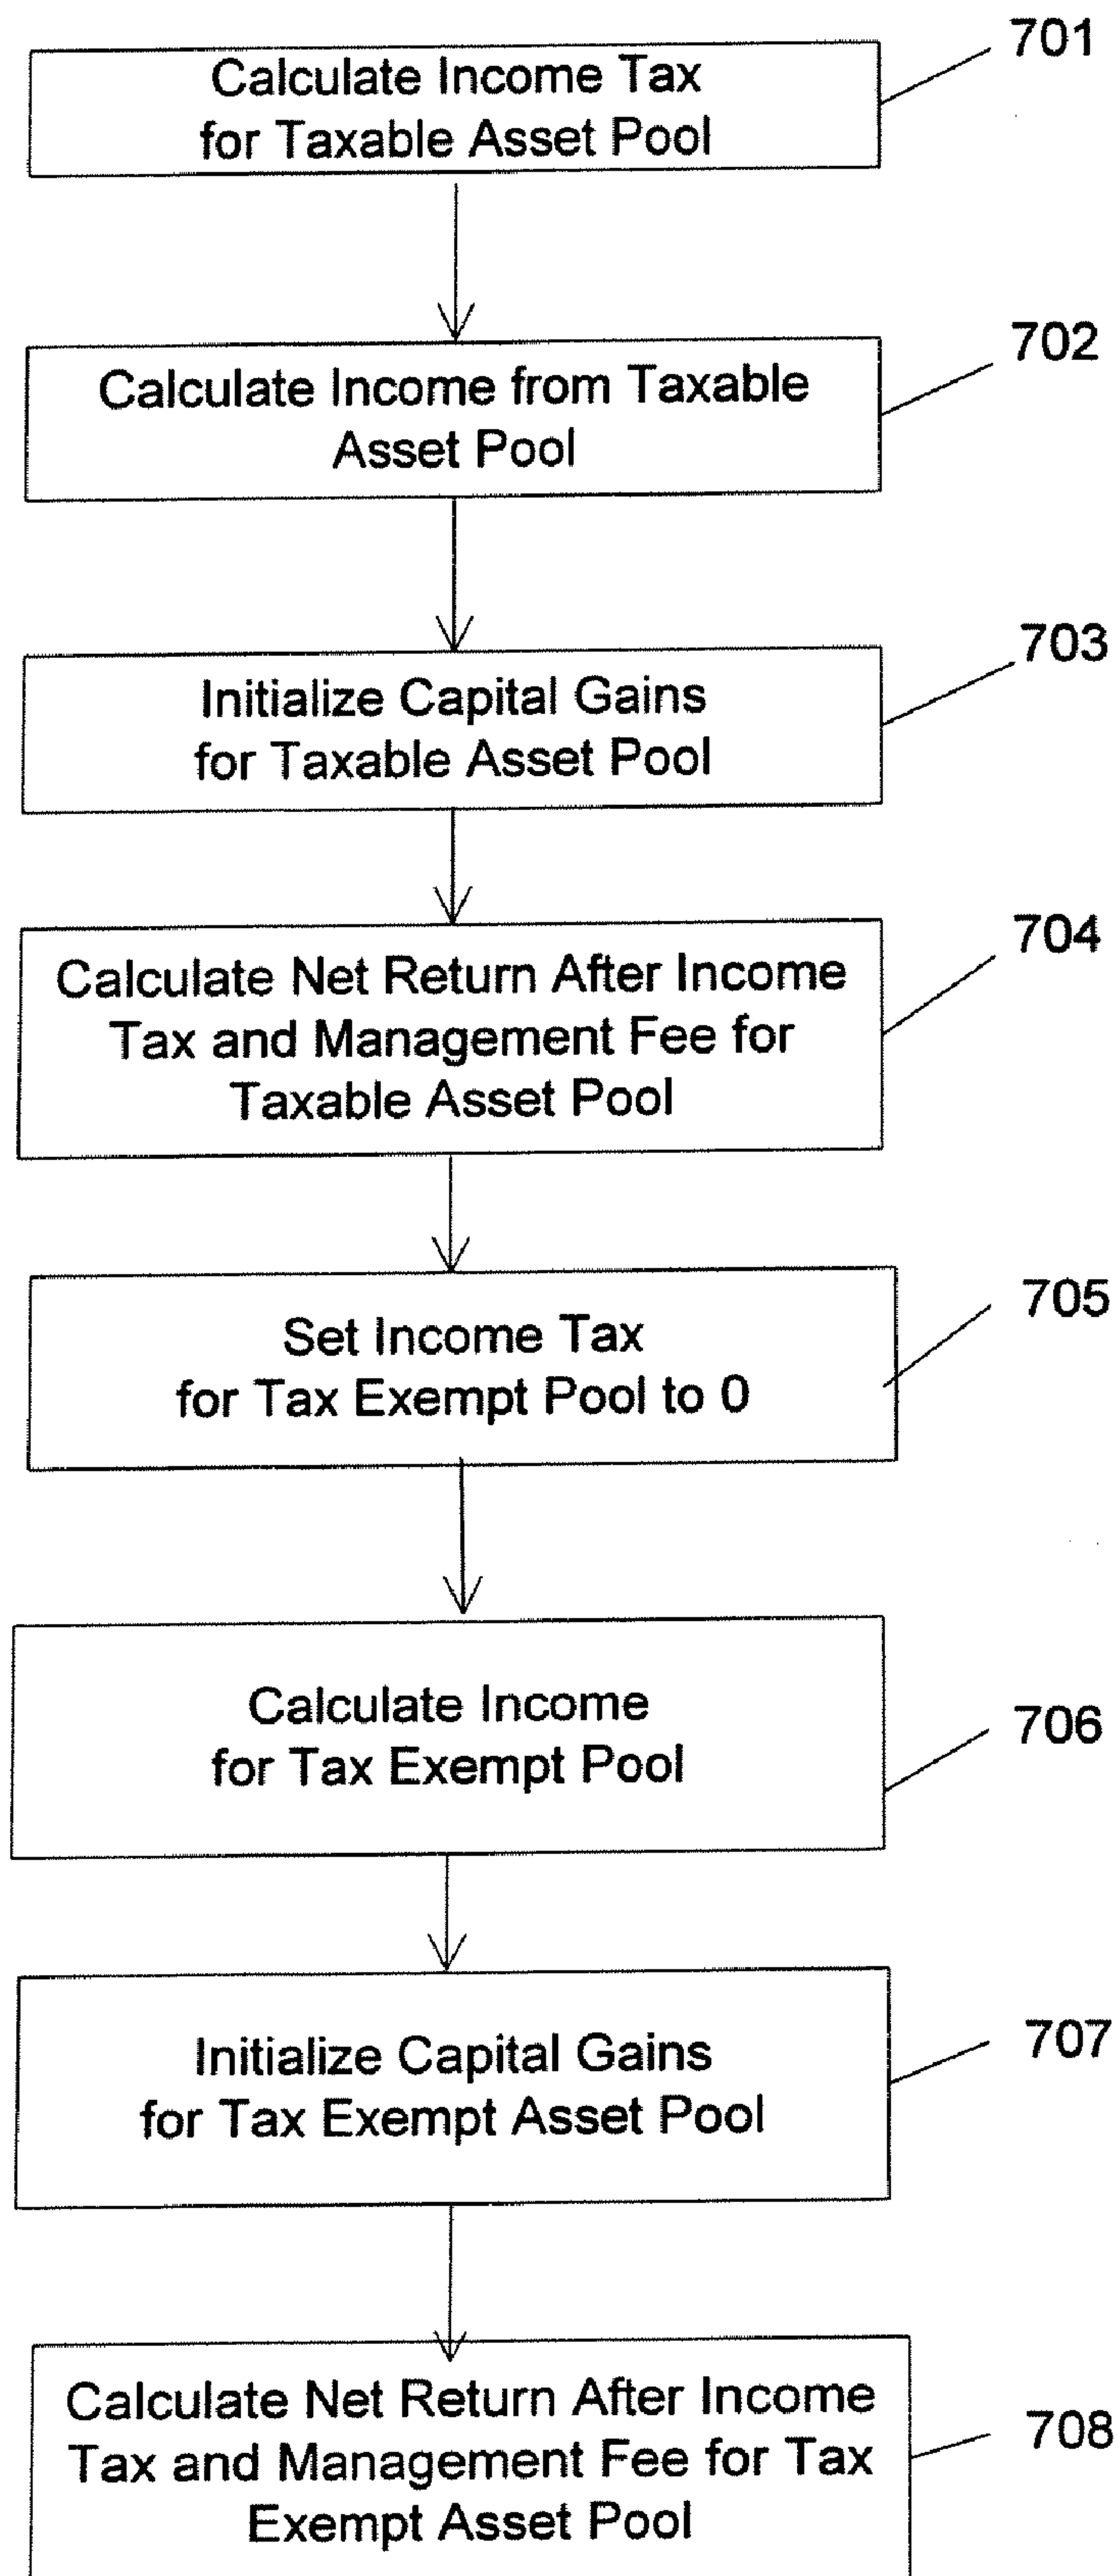 701
Calculate Income Tax
for Taxable Asset Pool
702
Calculate Income from Taxable
Asset Pool
703
Initialize Capital Gains
for Taxable Asset Pool
704
Calculate Net Return After Income
Tax and Management Fee for
Taxable Asset Pool
705
Set Income Tax
for Tax Exempt Pool to 0
706
Calculate Income
for Tax Exempt Pool
707
Initialize Capital Gains
for Tax Exempt Asset Pool
708
Calculate Net Return After Income
Tax and Management Fee for Tax
Exempt Asset Pool